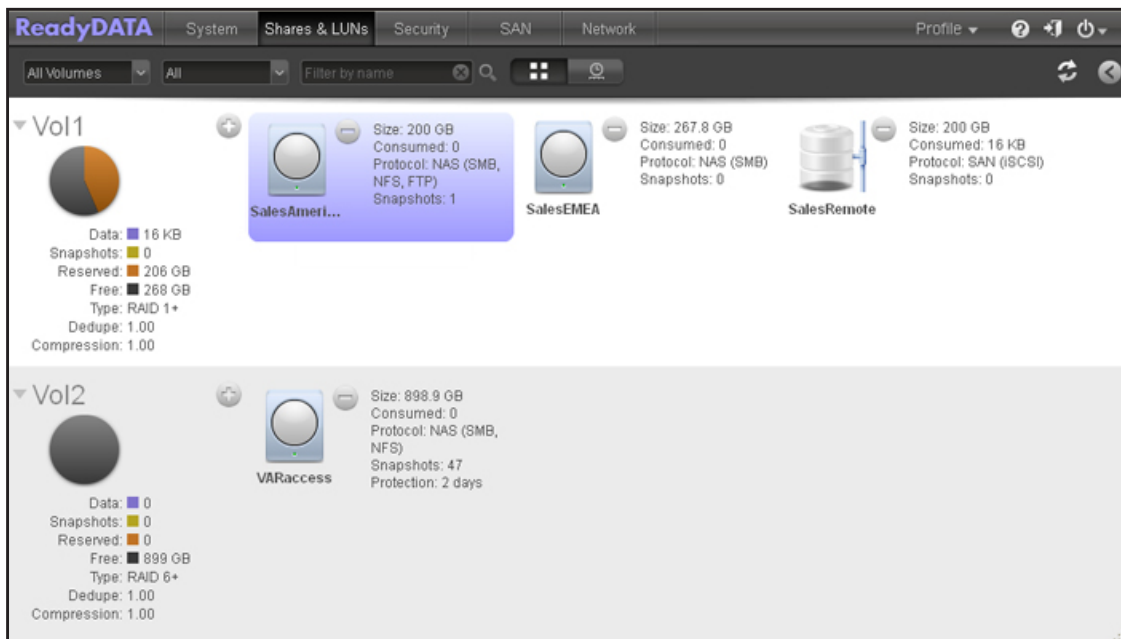 ReadyDATA System Shares & LUNs Security SAN Network Profile
All Volumes All Filter by name
Vol1
Data: 16 KB
Snapshots: 0
Reserved: 206 GB
Free: 268 GB
Type: RAID 1+
Dedupe: 1.00
Compression: 1.00
SalesAmeri...
Size: 200 GB
Consumed: 0
Protocol: NAS (SMB,
NFS, FTP)
Snapshots: 1
SalesEMEA
Size: 267.8 GB
Consumed: 0
Protocol: NAS (SMB)
Snapshots: 0
SalesRemote
Size: 200 GB
Consumed: 16 KB
Protocol: SAN (iSCSI)
Snapshots: 0
Vol2
Data: 0
Snapshots: 0
Reserved: 0
Free: 899 GB
Type: RAID 6+
Dedupe: 1.00
Compression: 1.00
VARaccess
Size: 898.9 GB
Consumed: 0
Protocol: NAS (SMB,
NFS)
Snapshots: 47
Protection: 2 days